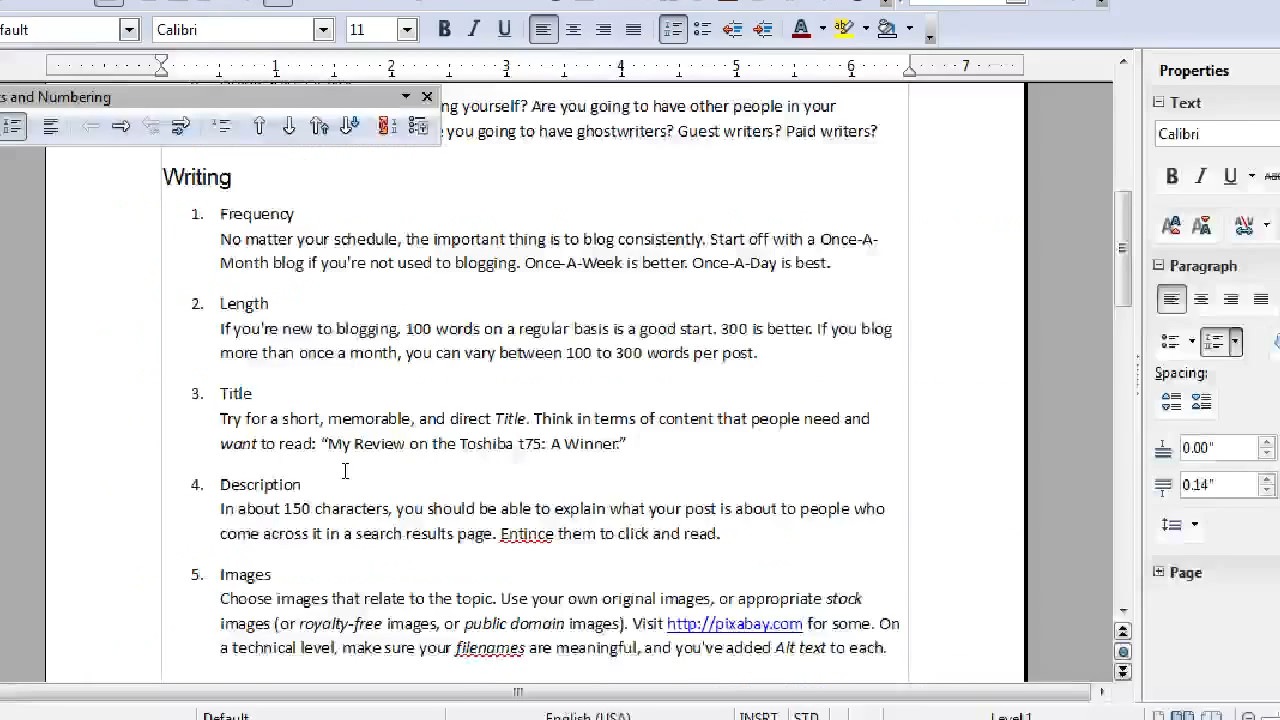 fault Calibri 11 B I U
1 2 3 4 5 6 7
Properties
s and Numbering
Text
ng yourself? Are you going to have other people in your
you going to have ghostwriters? Guest writers? Paid writers?
Calibri
B I U ABC
Writing
1. Frequency
No matter your schedule, the important thing is to blog consistently. Start off with a Once-A-
Month blog if you're not used to blogging. Once-A-Week is better. Once-A-Day is best.
Paragraph
2. Length
If you're new to blogging, 100 words on a regular basis is a good start. 300 is better. If you blog
more than once a month, you can vary between 100 to 300 words per post.
Spacing:
3. Title
Try for a short, memorable, and direct Title. Think in terms of content that people need and
want to read: “My Review on the Toshiba t75: A Winner.”
0.00"
4. Description
0.14"
In about 150 characters, you should be able to explain what your post is about to people who
come across it in a search results page. Entince them to click and read.
5. Images
Page
Choose images that relate to the topic. Use your own original images, or appropriate stock
images (or royalty-free images, or public domain images). Visit http://pixabay.com for some. On
a technical level, make sure your filenames are meaningful, and you've added Alt text to each.
Default English (USA) INSRT STD Level 1